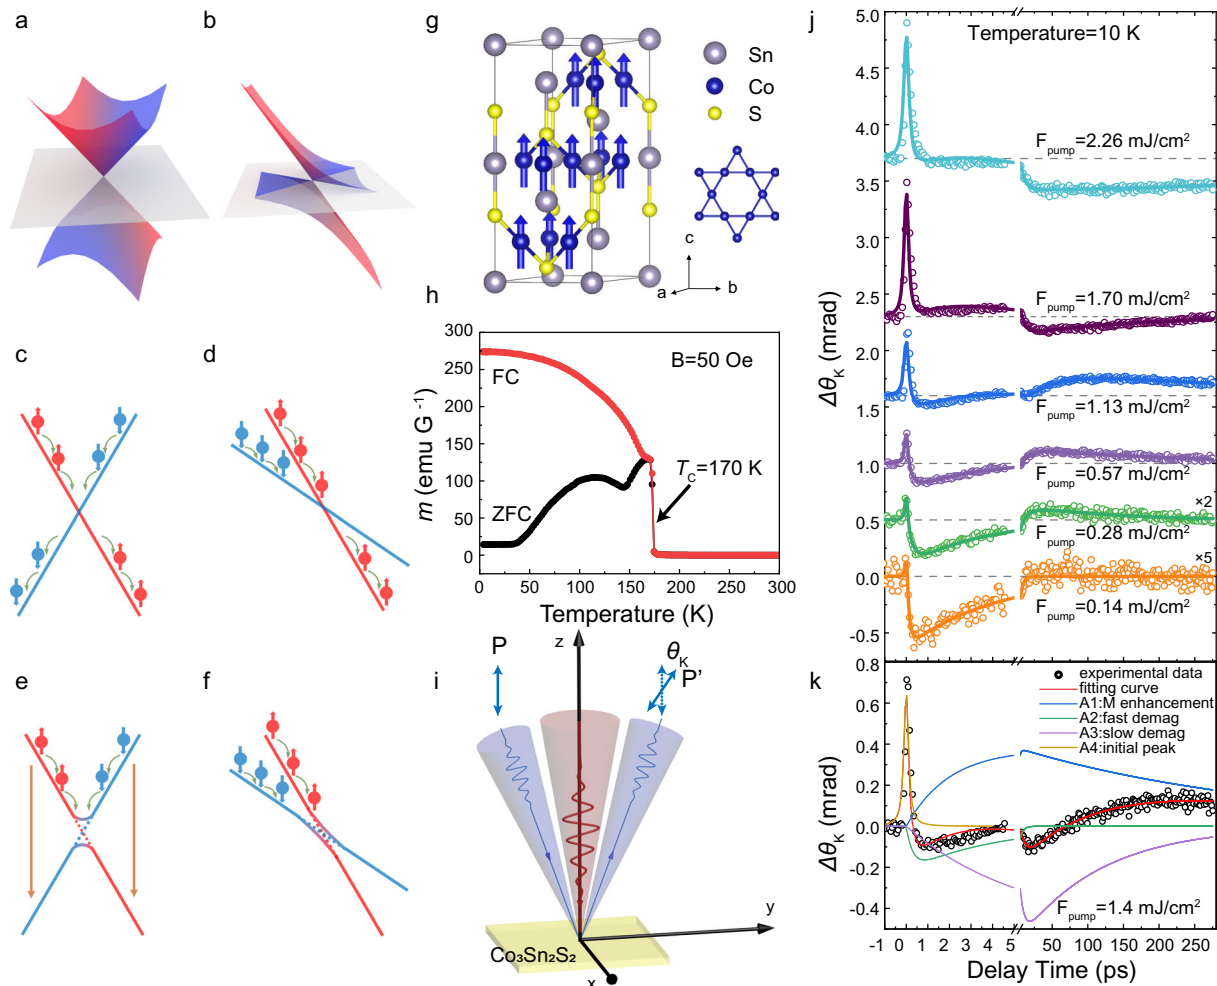 a
b
g
Sn
Co
S
c
a
b
h
300
250
200
150
100
50
0
m (emu G⁻¹)
B=50 Oe
FC
ZFC
T_C=170 K
0 50 100 150 200 250 300
Temperature (K)
c
d
e
f
i
P
z
θ_K
P’
y
x
Co₃Sn₂S₂
j
Temperature=10 K
5.0
4.5
4.0
3.5
5.0
2.5
2.0
1.5
1.0
0.5
0.0
-0.5
Δθ_K (mrad)
F_pump=2.26 mJ/cm²
F_pump=1.70 mJ/cm²
F_pump=1.13 mJ/cm²
F_pump=0.57 mJ/cm²
×2
F_pump=0.28 mJ/cm²
×5
F_pump=0.14 mJ/cm²
k
0.8
0.6
0.4
0.2
0.0
-0.2
-0.4
Δθ_K (mrad)
experimental data
fitting curve
A1:M enhancement
A2:fast demag
A3:slow demag
A4:initial peak
F_pump=1.4 mJ/cm²
-1 0 1 2 3 4 5 50 100 150 200 250
Delay Time (ps)